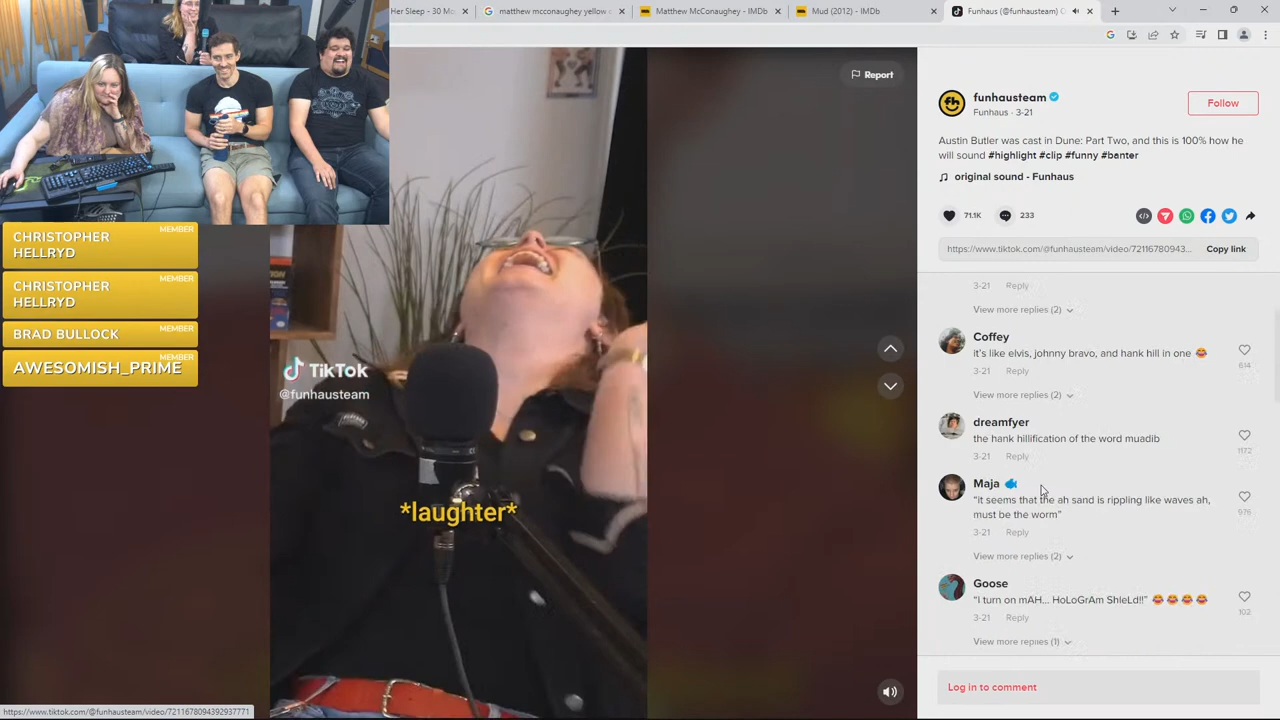 Her Sleep - 30 Mo
matthew mcconaughey yellow c
Matthew McConaughey - IMDb
Mud (2012) - IMDb
Funhaus (@funhausteam)
Report
funhausteam
Funhaus · 3-21
Follow
Austin Butler was cast in Dune: Part Two, and this is 100% how he
will sound #highlight #clip #funny #banter
original sound - Funhaus
71.1K
233
https://www.tiktok.com/@funhausteam/video/72116780943...
Copy link
3-21 Reply
View more replies (2)
Coffey
it's like elvis, johnny bravo, and hank hill in one 😂
614
3-21 Reply
View more replies (2)
dreamfyer
the hank hillification of the word muadib
1172
3-21 Reply
Maja
"it seems that the ah sand is rippling like waves ah,
must be the worm"
976
3-21 Reply
View more replies (2)
Goose
"I turn on mAH... HoLoGrAm ShIeLd!!" 😂😂😂😂
102
3-21 Reply
View more replies (1)
Log in to comment
CHRISTOPHER
HELLRYD
MEMBER
CHRISTOPHER
HELLRYD
MEMBER
BRAD BULLOCK
MEMBER
AWESOMISH_PRIME
MEMBER
TikTok
@funhausteam
*laughter*
https://www.tiktok.com/@funhausteam/video/7211678094392937771